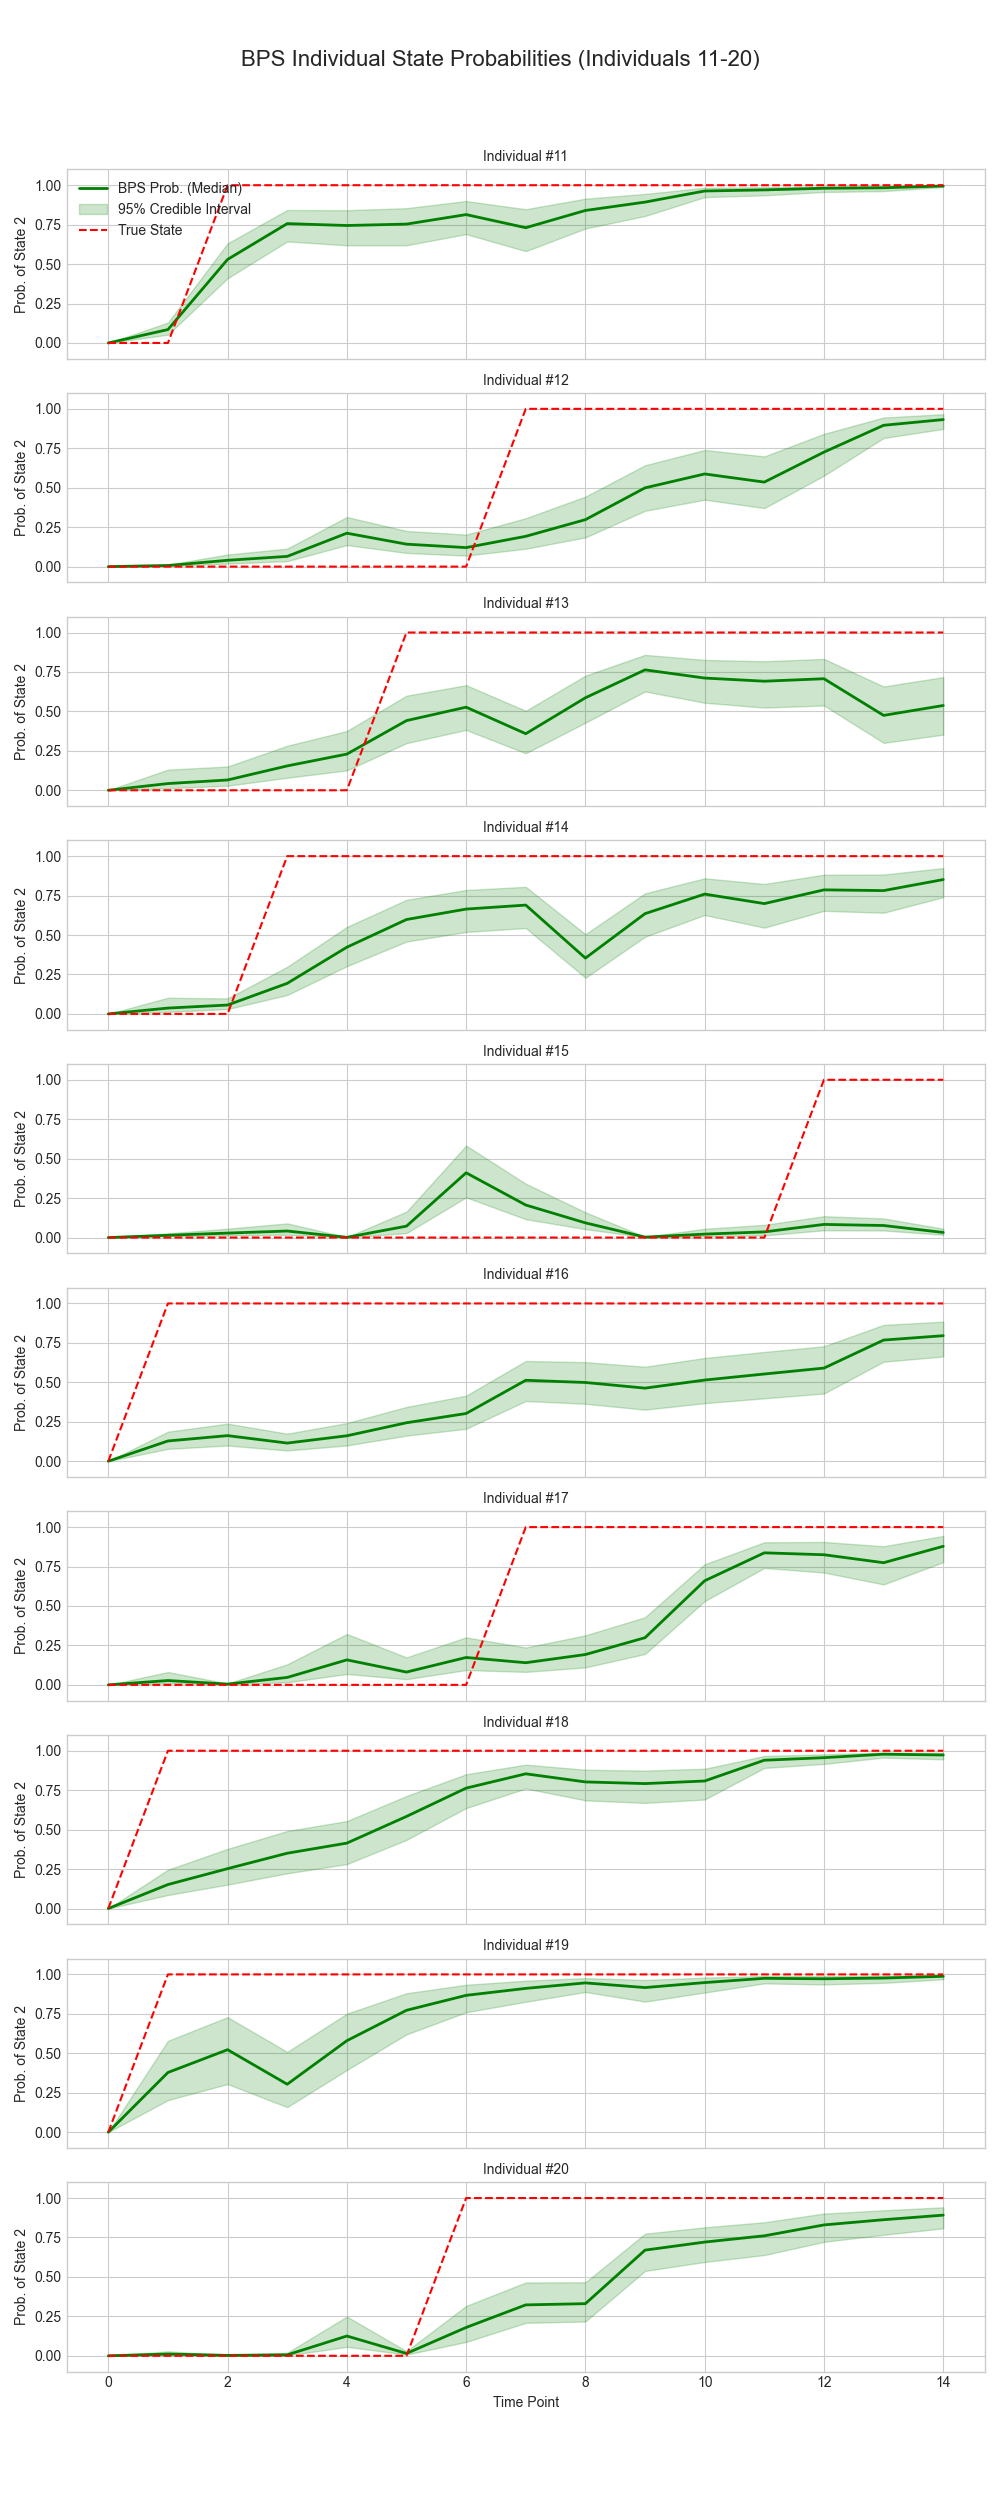 BPS Individual State Probabilities (Individuals 11-20)
Individual #11
Prob. of State 2
1.00
0.75
0.50
0.25
0.00
BPS Prob. (Median)
95% Credible Interval
True State
Individual #12
Prob. of State 2
1.00
0.75
0.50
0.25
0.00
Individual #13
Prob. of State 2
1.00
0.75
0.50
0.25
0.00
Individual #14
Prob. of State 2
1.00
0.75
0.50
0.25
0.00
Individual #15
Prob. of State 2
1.00
0.75
0.50
0.25
0.00
Individual #16
Prob. of State 2
1.00
0.75
0.50
0.25
0.00
Individual #17
Prob. of State 2
1.00
0.75
0.50
0.25
0.00
Individual #18
Prob. of State 2
1.00
0.75
0.50
0.25
0.00
Individual #19
Prob. of State 2
1.00
0.75
0.50
0.25
0.00
Individual #20
Prob. of State 2
1.00
0.75
0.50
0.25
0.00
0 2 4 6 8 10 12 14
Time Point